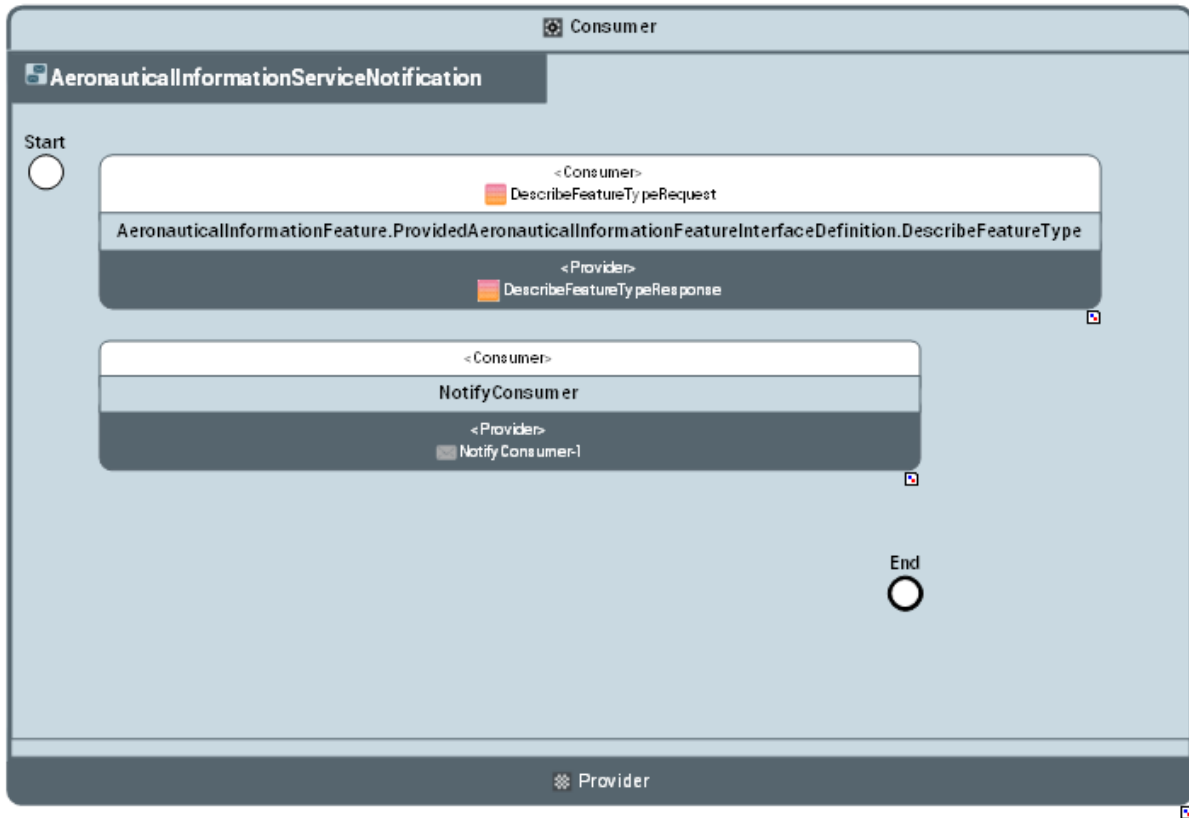 Consumer
AeronauticalInformationServiceNotification
Start
<Consumer>
DescribeFeatureTypeRequest
AeronauticalInformationFeature.ProvidedAeronauticalInformationFeatureInterfaceDefinition.DescribeFeatureType
<Provider>
DescribeFeatureTypeResponse
<Consumer>
NotifyConsumer
<Provider>
NotifyConsumer-1
End
Provider